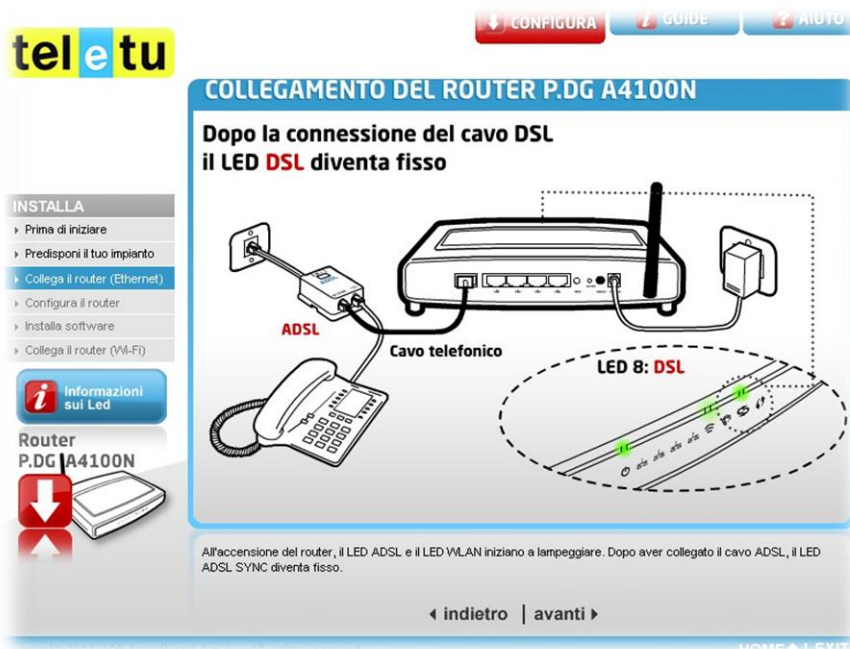 CONFIGURA
GUIDE
AIUTO
tel e tu
COLLEGAMENTO DEL ROUTER P.DG A4100N
Dopo la connessione del cavo DSL
il LED DSL diventa fisso
INSTALLA
Prima di iniziare
Predisponi il tuo impianto
Collega il router (Ethernet)
Configura il router
Installa software
Collega il router (Wi-Fi)
Informazioni
sui Led
Router
P.DG A4100N
ADSL
Cavo telefonico
LED 8: DSL
All'accensione del router, il LED ADSL e il LED WLAN iniziano a lampeggiare. Dopo aver collegato il cavo ADSL, il LED
ADSL SYNC diventa fisso.
indietro | avanti
HOME | EXIT